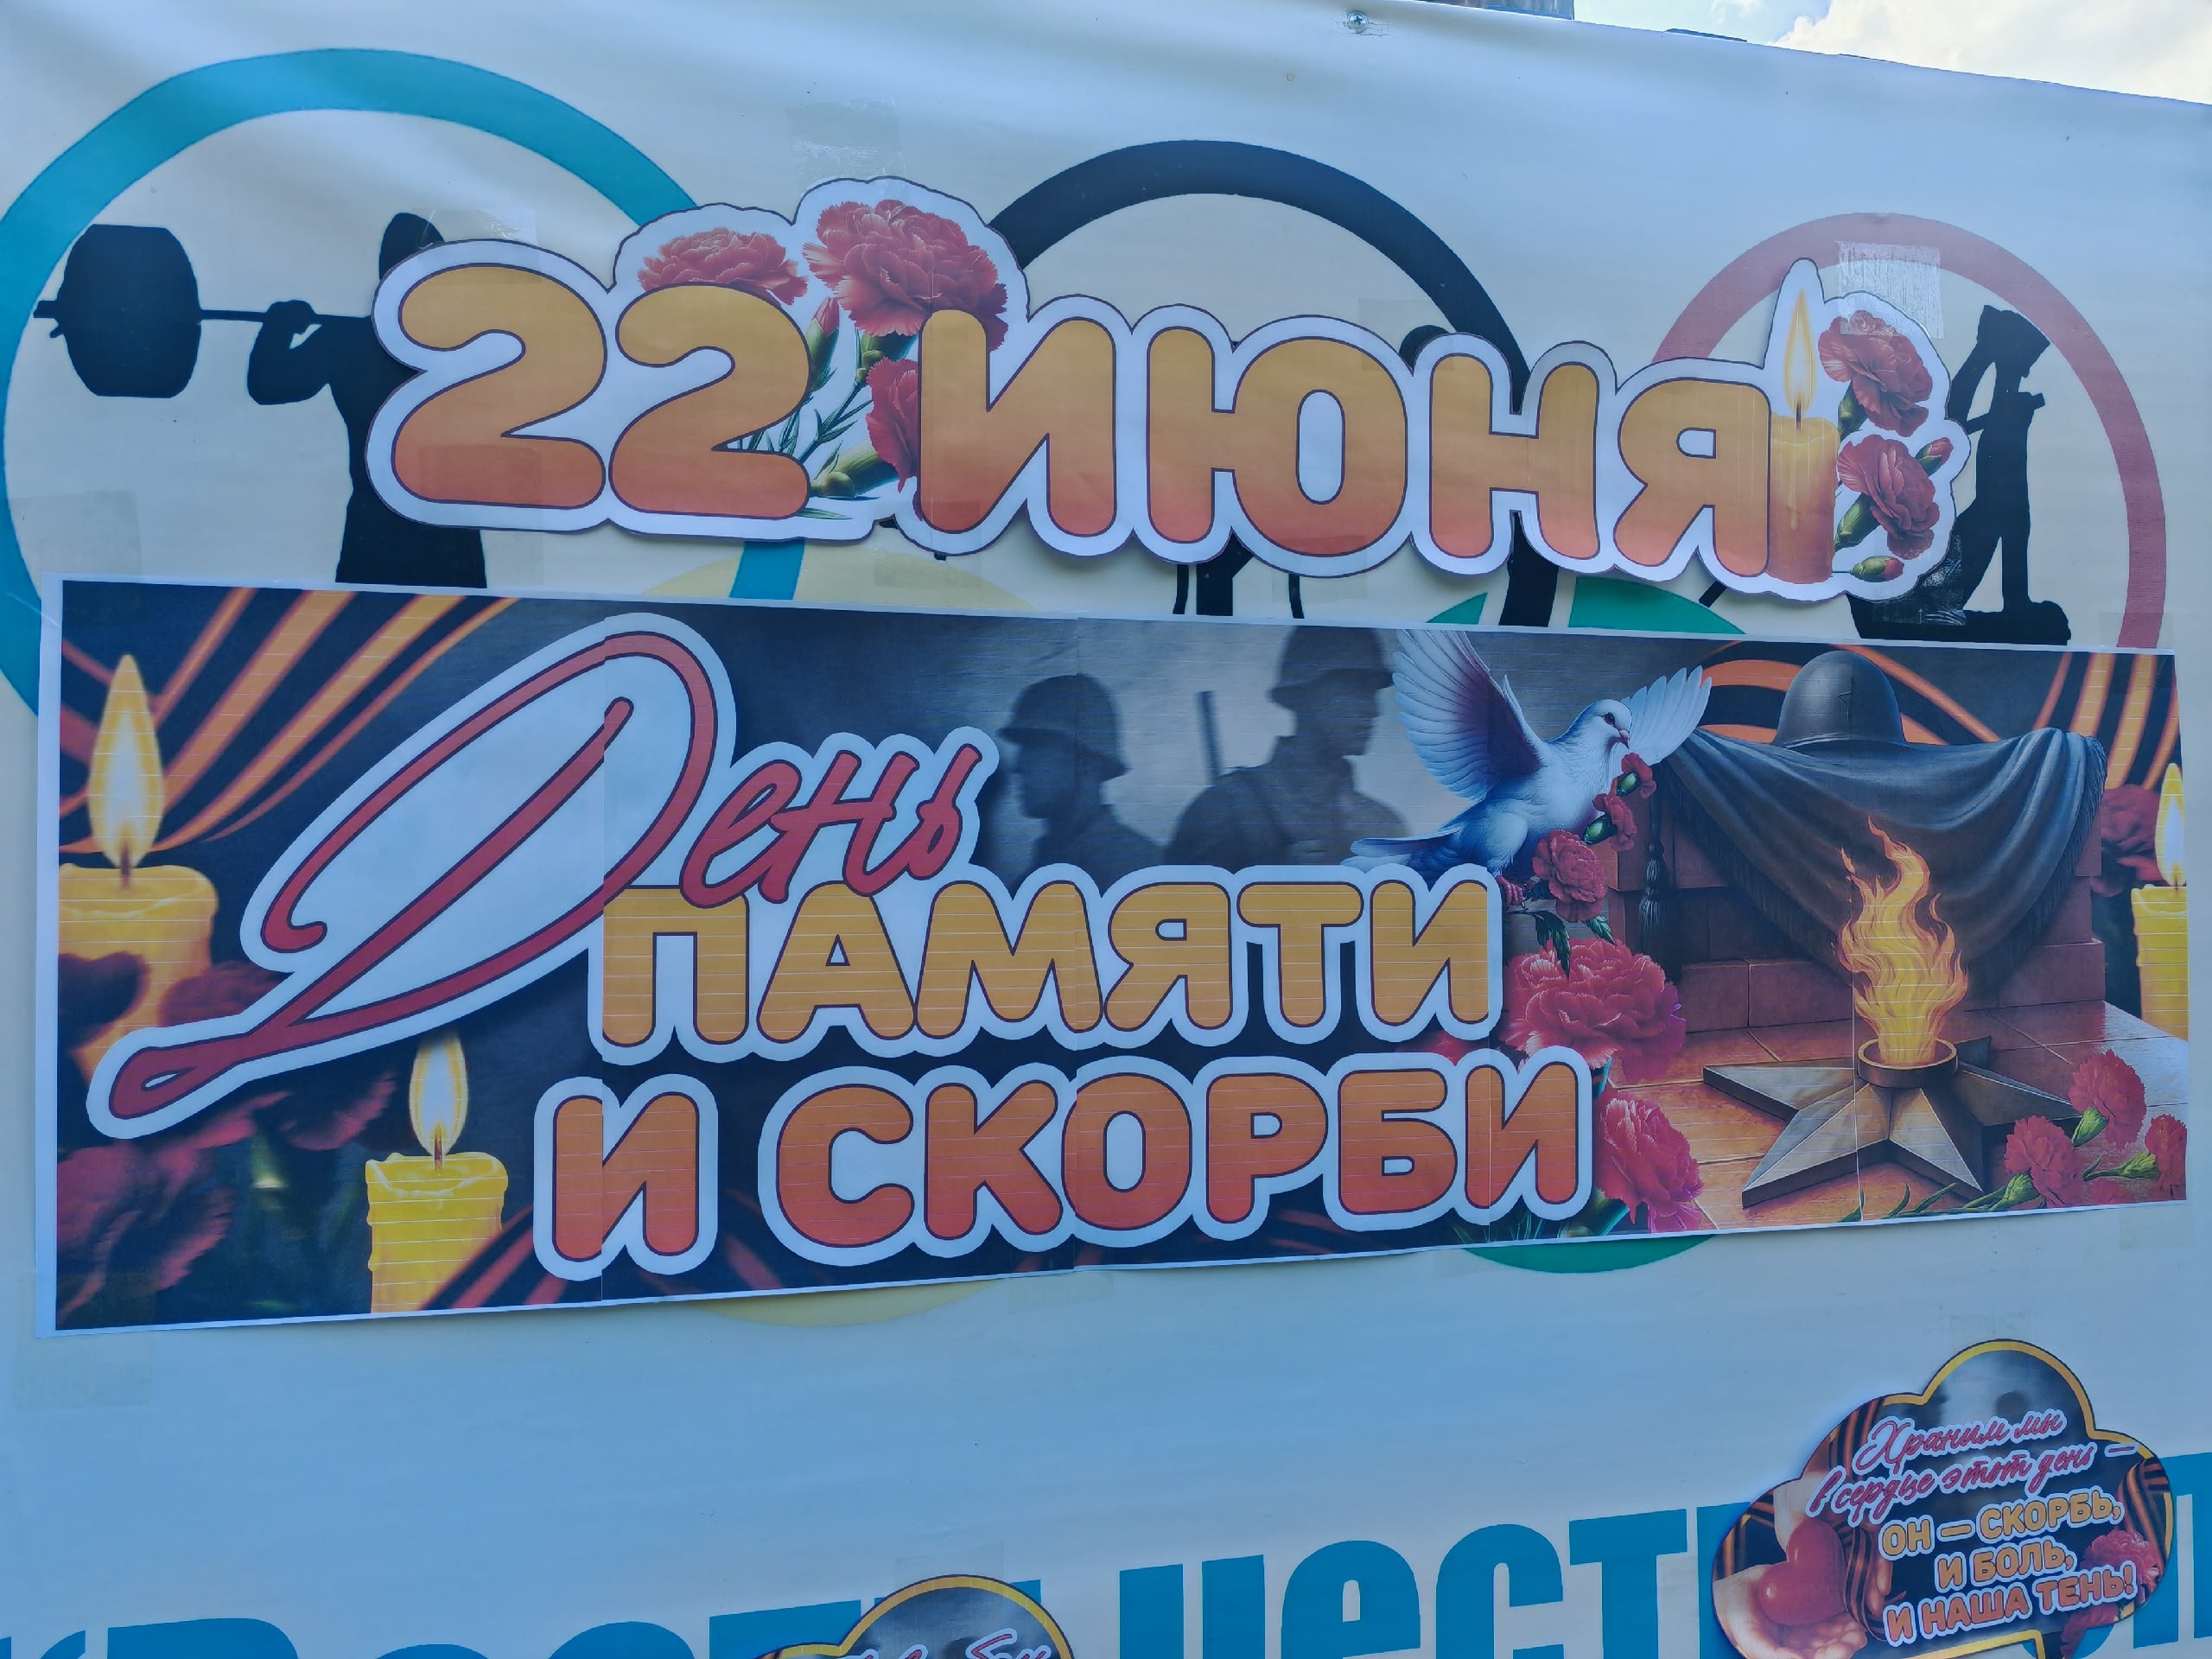 22 июня
День
ПАМЯТИ
И СКОРБИ
Храним мы
в сердце этот день —
ОН — СКОРБЬ,
И БОЛЬ,
И НАША ТЕНЬ!